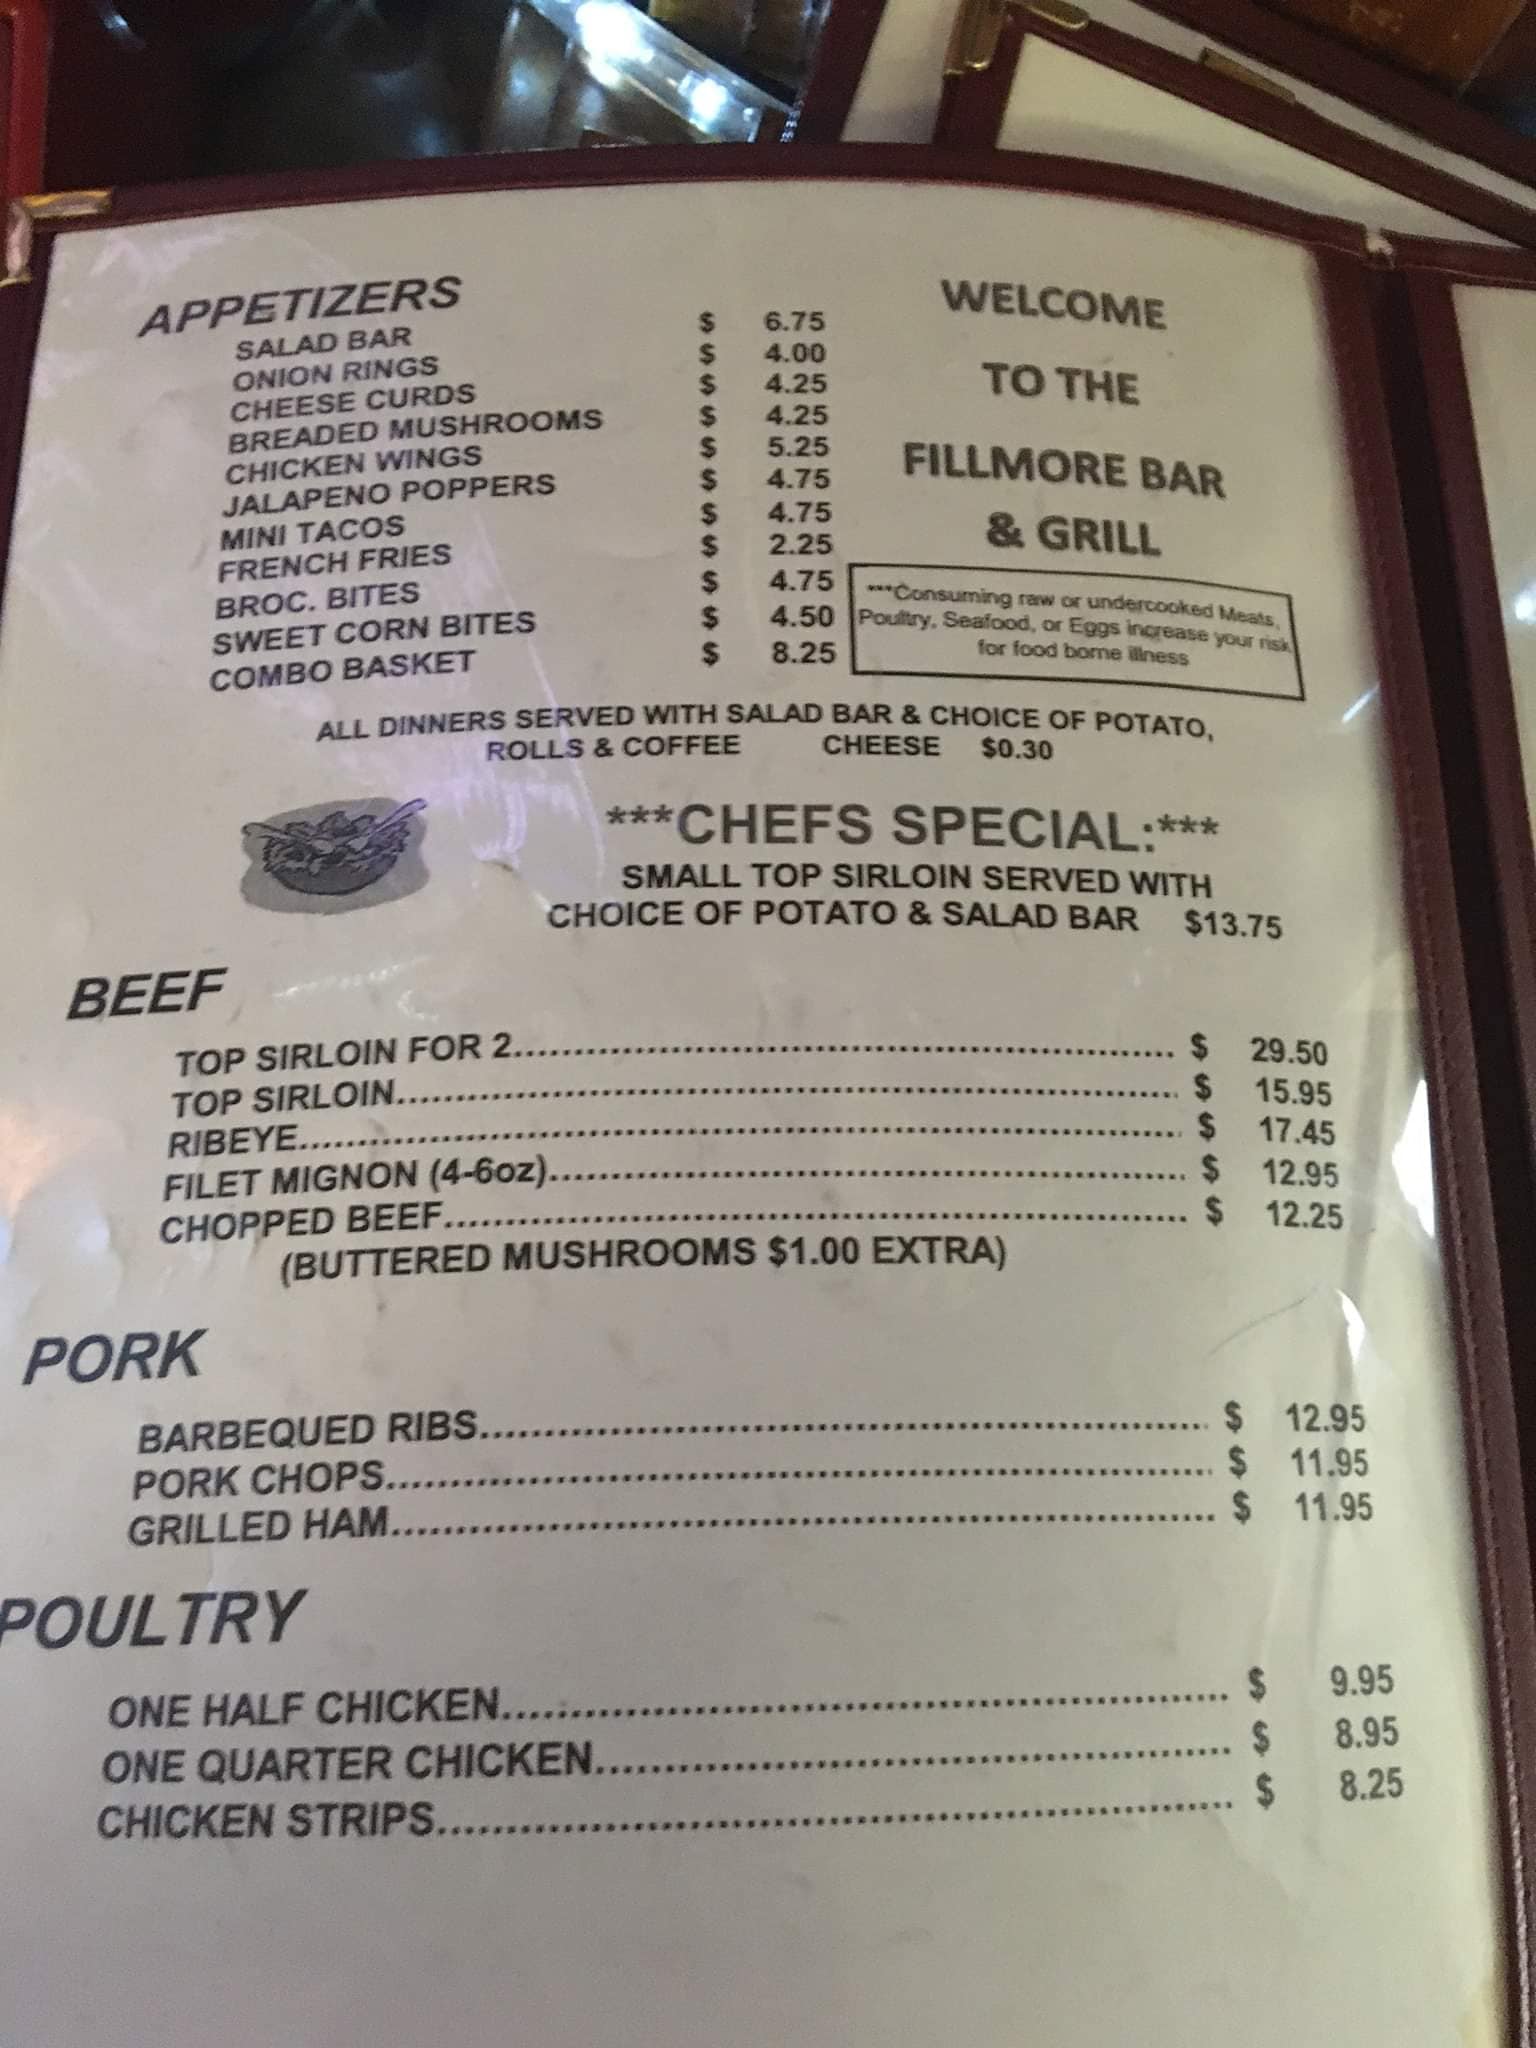 APPETIZERS
SALAD BAR $ 6.75
ONION RINGS $ 4.00
CHEESE CURDS $ 4.25
BREADED MUSHROOMS $ 4.25
CHICKEN WINGS $ 5.25
JALAPENO POPPERS $ 4.75
MINI TACOS $ 4.75
FRENCH FRIES $ 2.25
BROC. BITES $ 4.75
SWEET CORN BITES $ 4.50
COMBO BASKET $ 8.25
WELCOME
TO THE
FILLMORE BAR
& GRILL
***Consuming raw or undercooked Meats,
Poultry, Seafood, or Eggs increase your risk
for food borne illness
ALL DINNERS SERVED WITH SALAD BAR & CHOICE OF POTATO,
ROLLS & COFFEE CHEESE $0.30
***CHEFS SPECIAL:***
SMALL TOP SIRLOIN SERVED WITH
CHOICE OF POTATO & SALAD BAR $13.75
BEEF
TOP SIRLOIN FOR 2 $ 29.50
TOP SIRLOIN $ 15.95
RIBEYE $ 17.45
FILET MIGNON (4-6oz) $ 12.95
CHOPPED BEEF $ 12.25
(BUTTERED MUSHROOMS $1.00 EXTRA)
PORK
BARBEQUED RIBS $ 12.95
PORK CHOPS $ 11.95
GRILLED HAM $ 11.95
POULTRY
ONE HALF CHICKEN $ 9.95
ONE QUARTER CHICKEN $ 8.95
CHICKEN STRIPS $ 8.25